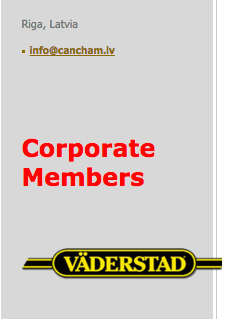 Riga, Latvia
info@cancham.lv
Corporate
Members
VÄDERSTAD